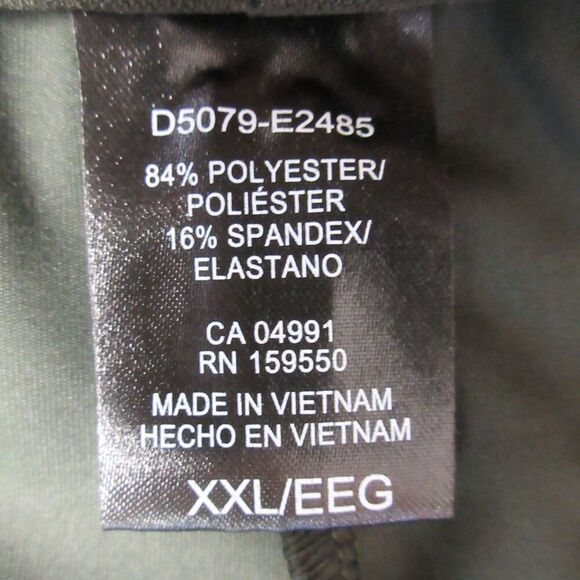 D5079-E2485
84% POLYESTER/
POLIÉSTER
16% SPANDEX/
ELASTANO
CA 04991
RN 159550
MADE IN VIETNAM
HECHO EN VIETNAM
XXL/EEG